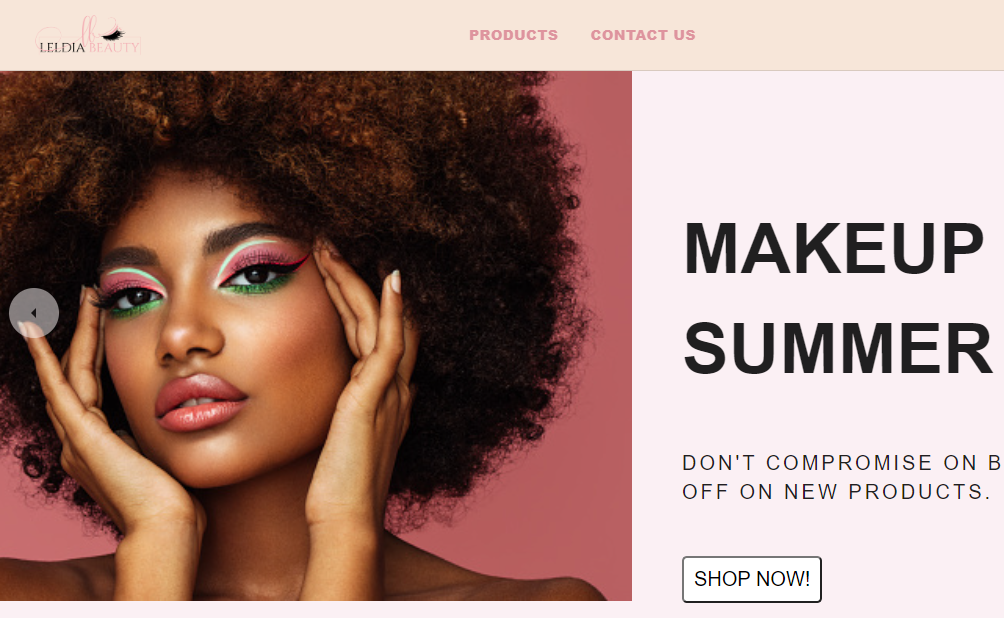 LELDIA BEAUTY
PRODUCTS CONTACT US
MAKEUP
SUMMER
DON'T COMPROMISE ON B
OFF ON NEW PRODUCTS.
SHOP NOW!